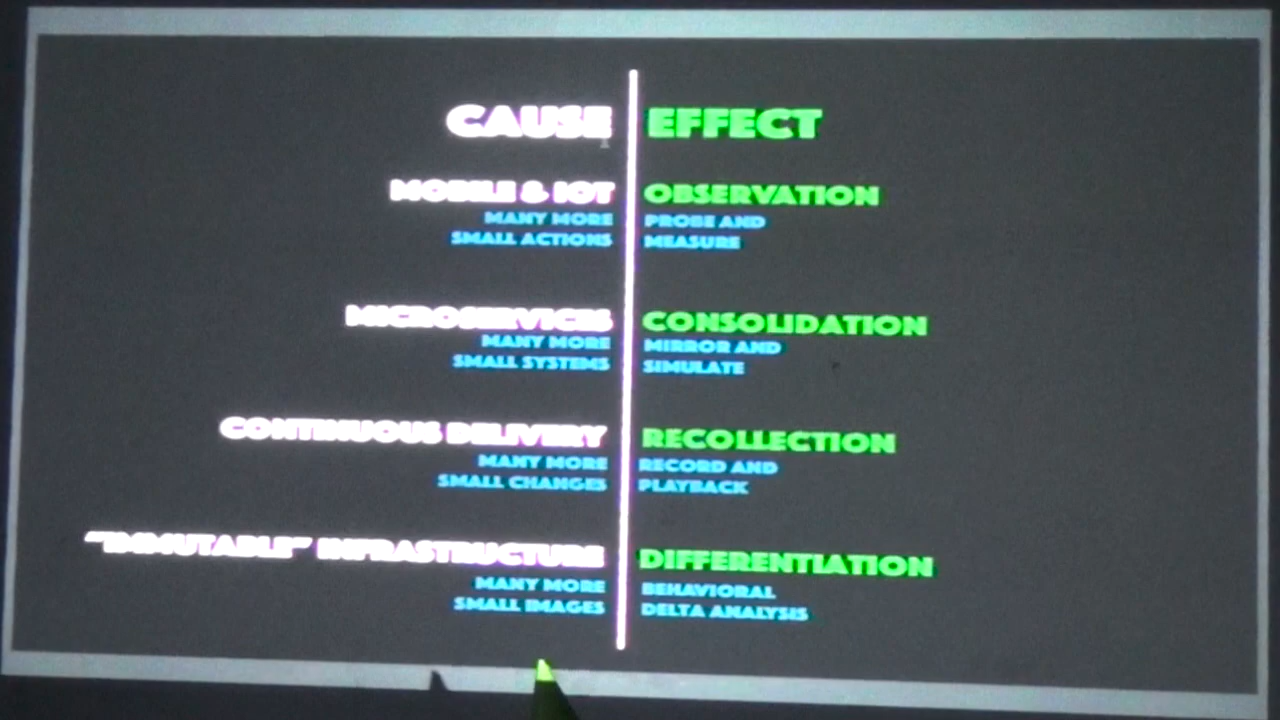 CAUSE
EFFECT
MOBILE & IOT
MANY MORE
SMALL ACTIONS
OBSERVATION
PROBE AND
MEASURE
MICROSERVICES
MANY MORE
SMALL SYSTEMS
CONSOLIDATION
MIRROR AND
SIMULATE
CONTINUOUS DELIVERY
MANY MORE
SMALL CHANGES
RECOLLECTION
RECORD AND
PLAYBACK
"IMMUTABLE" INFRASTRUCTURE
MANY MORE
SMALL IMAGES
DIFFERENTIATION
BEHAVIORAL
DELTA ANALYSIS